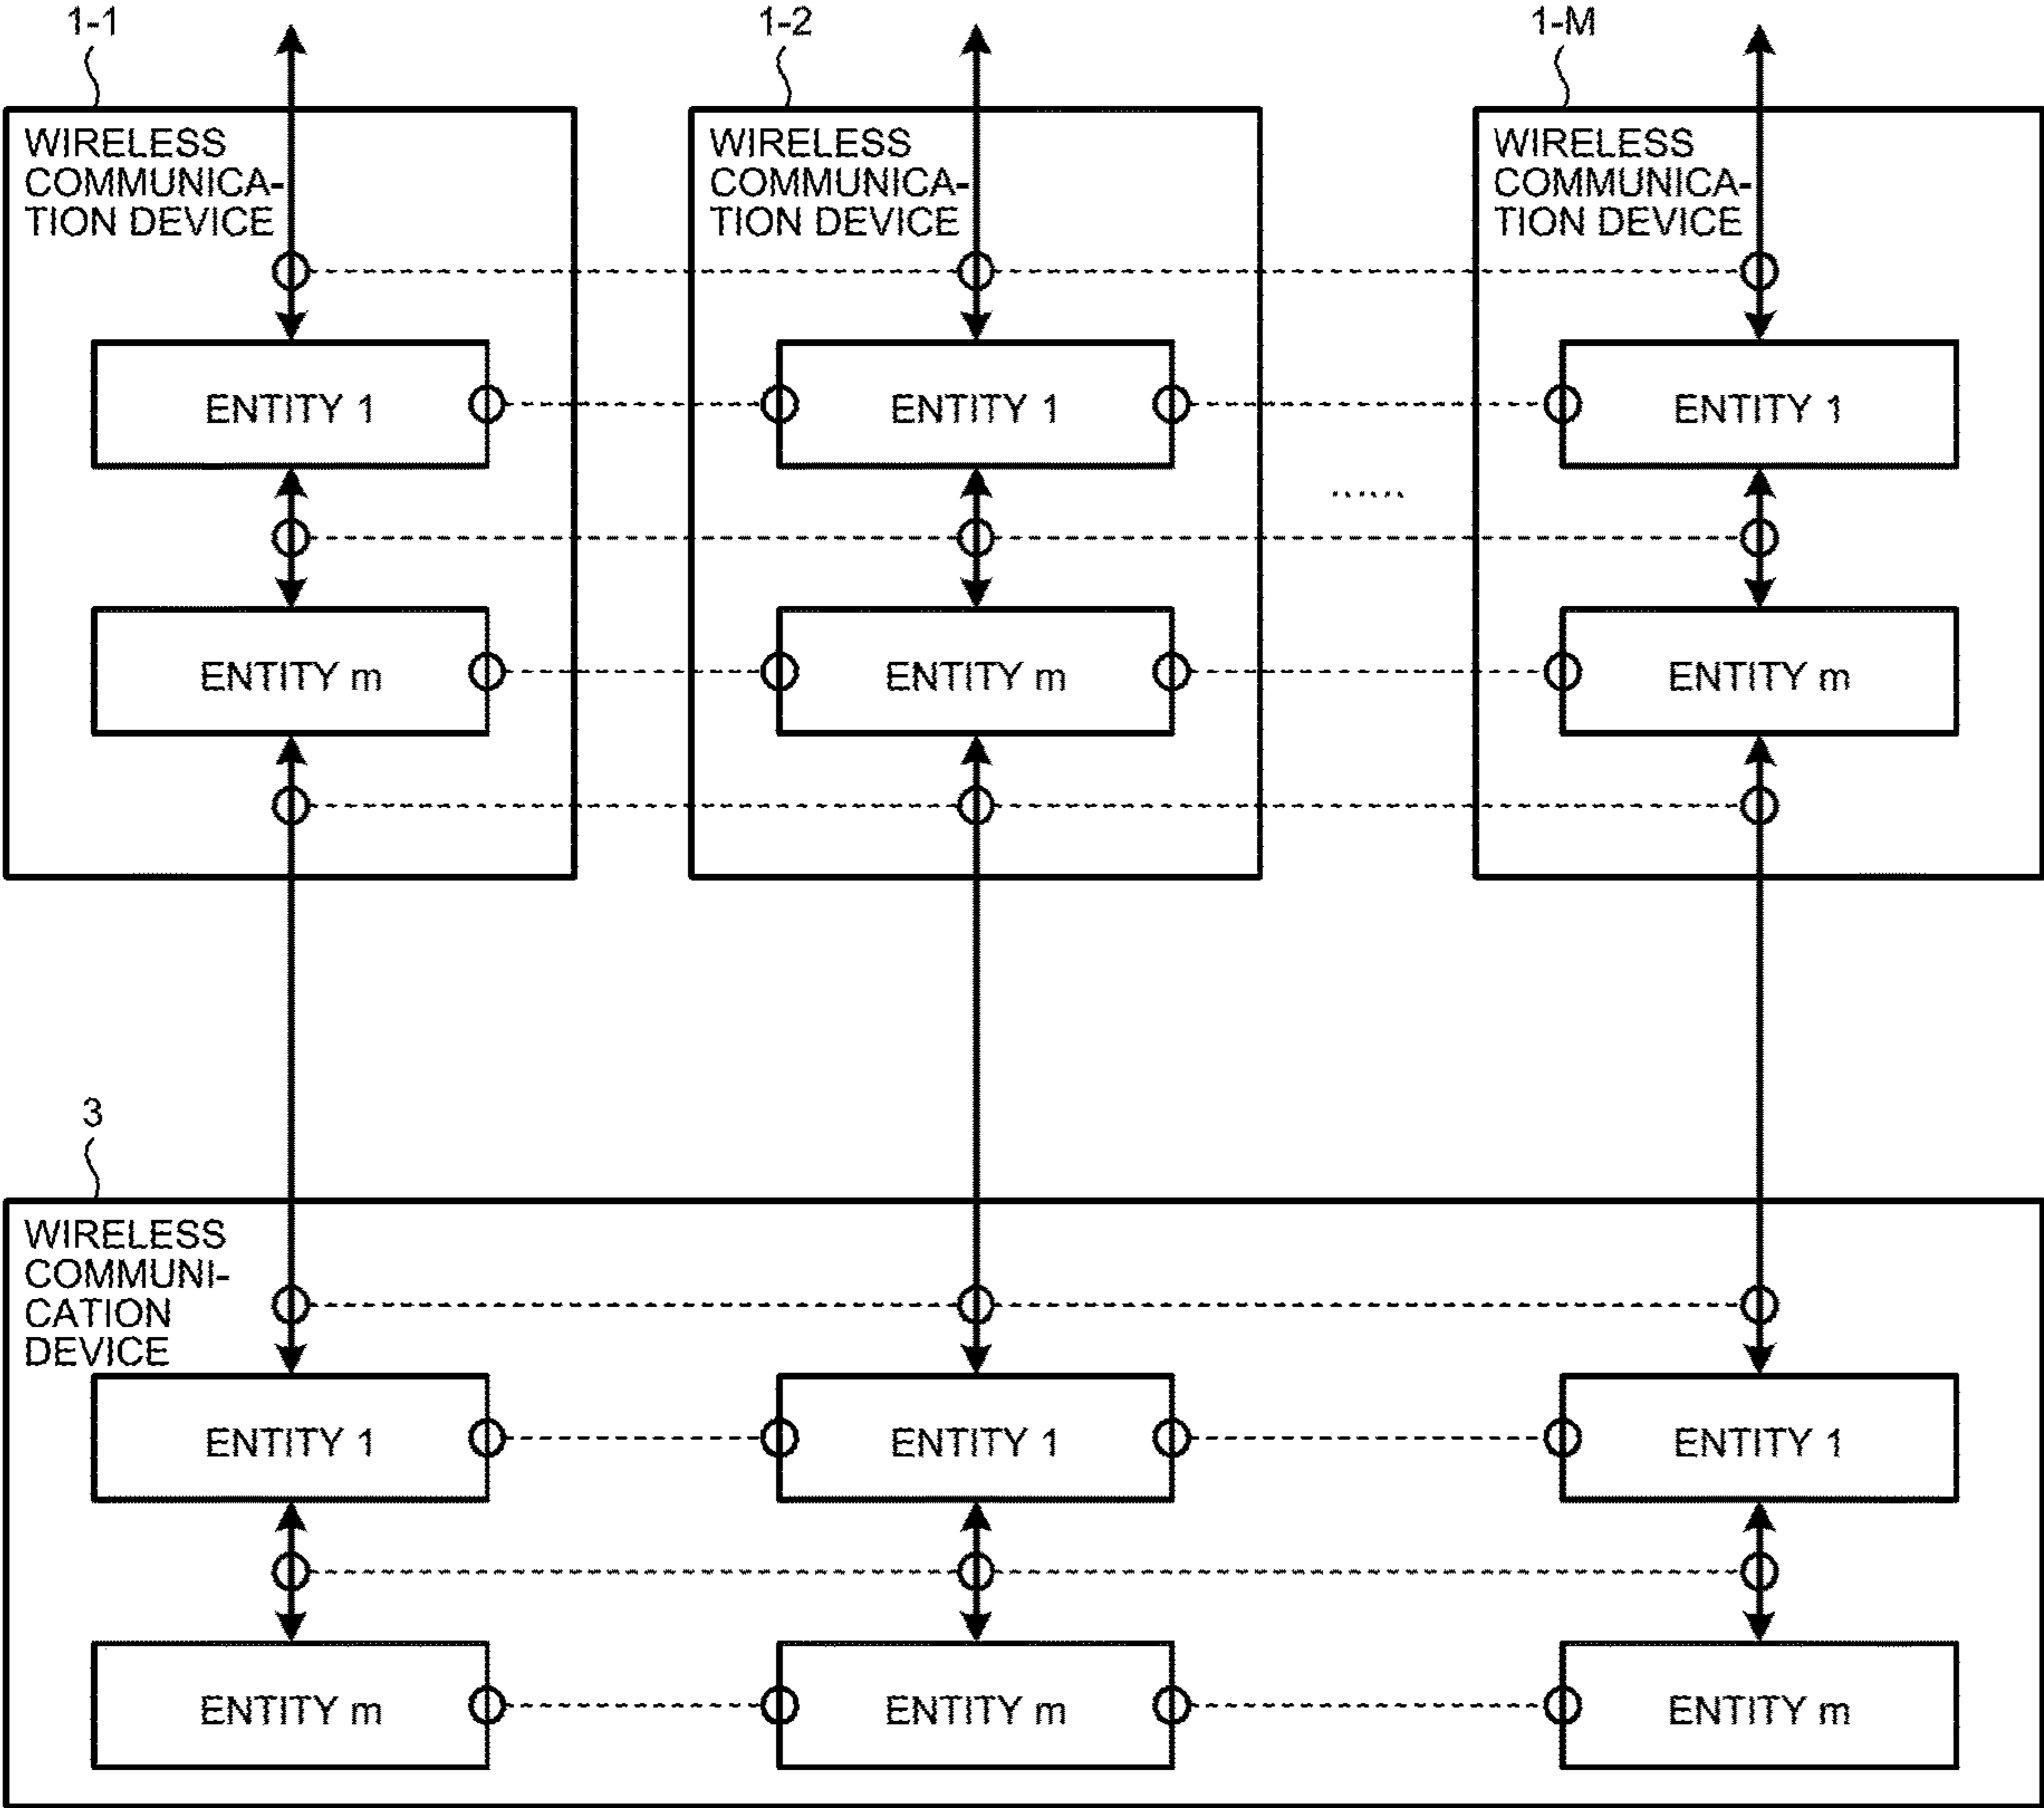 1-1
1-2
1-M
WIRELESS
COMMUNICA-
TION DEVICE
WIRELESS
COMMUNICA-
TION DEVICE
WIRELESS
COMMUNICA-
TION DEVICE
ENTITY 1
ENTITY 1
ENTITY 1
......
ENTITY m
ENTITY m
ENTITY m
3
WIRELESS
COMMUNI-
CATION
DEVICE
ENTITY 1
ENTITY 1
ENTITY 1
ENTITY m
ENTITY m
ENTITY m